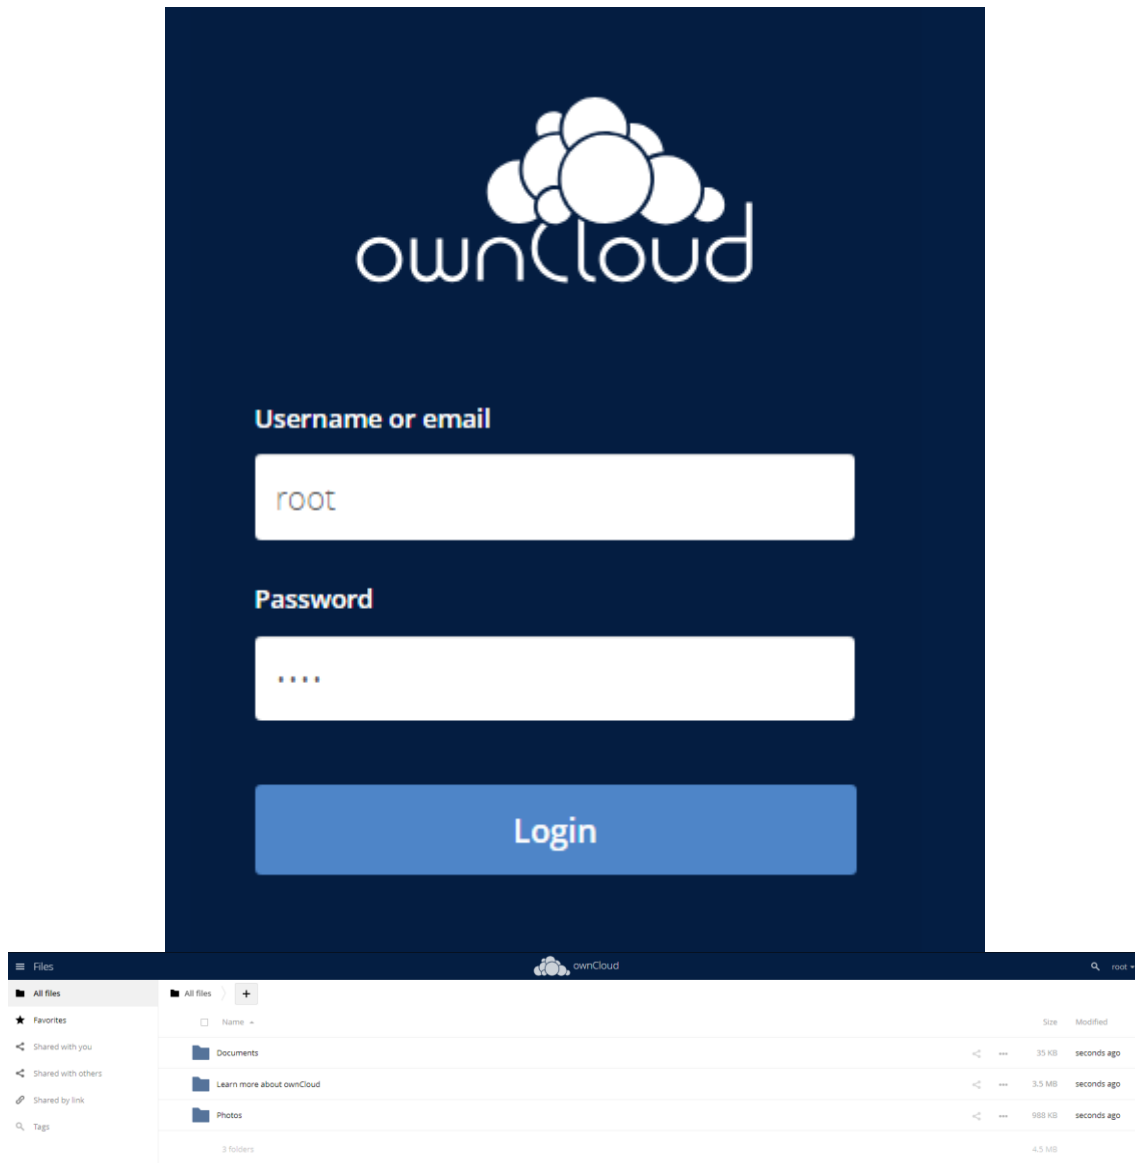 ownCloud
Username or email
root
Password
••••
Login
Files ownCloud root
All files All files +
Favorites Name Size Modified
Shared with you Documents ••• 35 KB seconds ago
Shared with others Learn more about ownCloud ••• 3.5 MB seconds ago
Shared by link Photos ••• 988 KB seconds ago
Tags
3 folders 4.5 MB